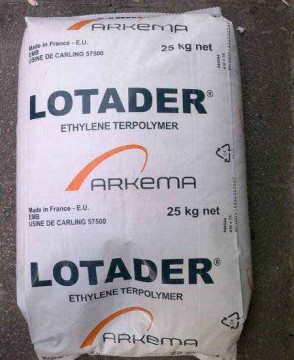 ARKEMA
Made in France - E.U.
EMB
USINE DE CARLING 57500
25 kg net
LOTADER®
ETHYLENE TERPOLYMER
ARKEMA
Made in France - E.U.
EMB
USINE DE CARLING 57500
25 kg net
LOTADER®
ETHYLENE TERPOLYMER
ARKEMA